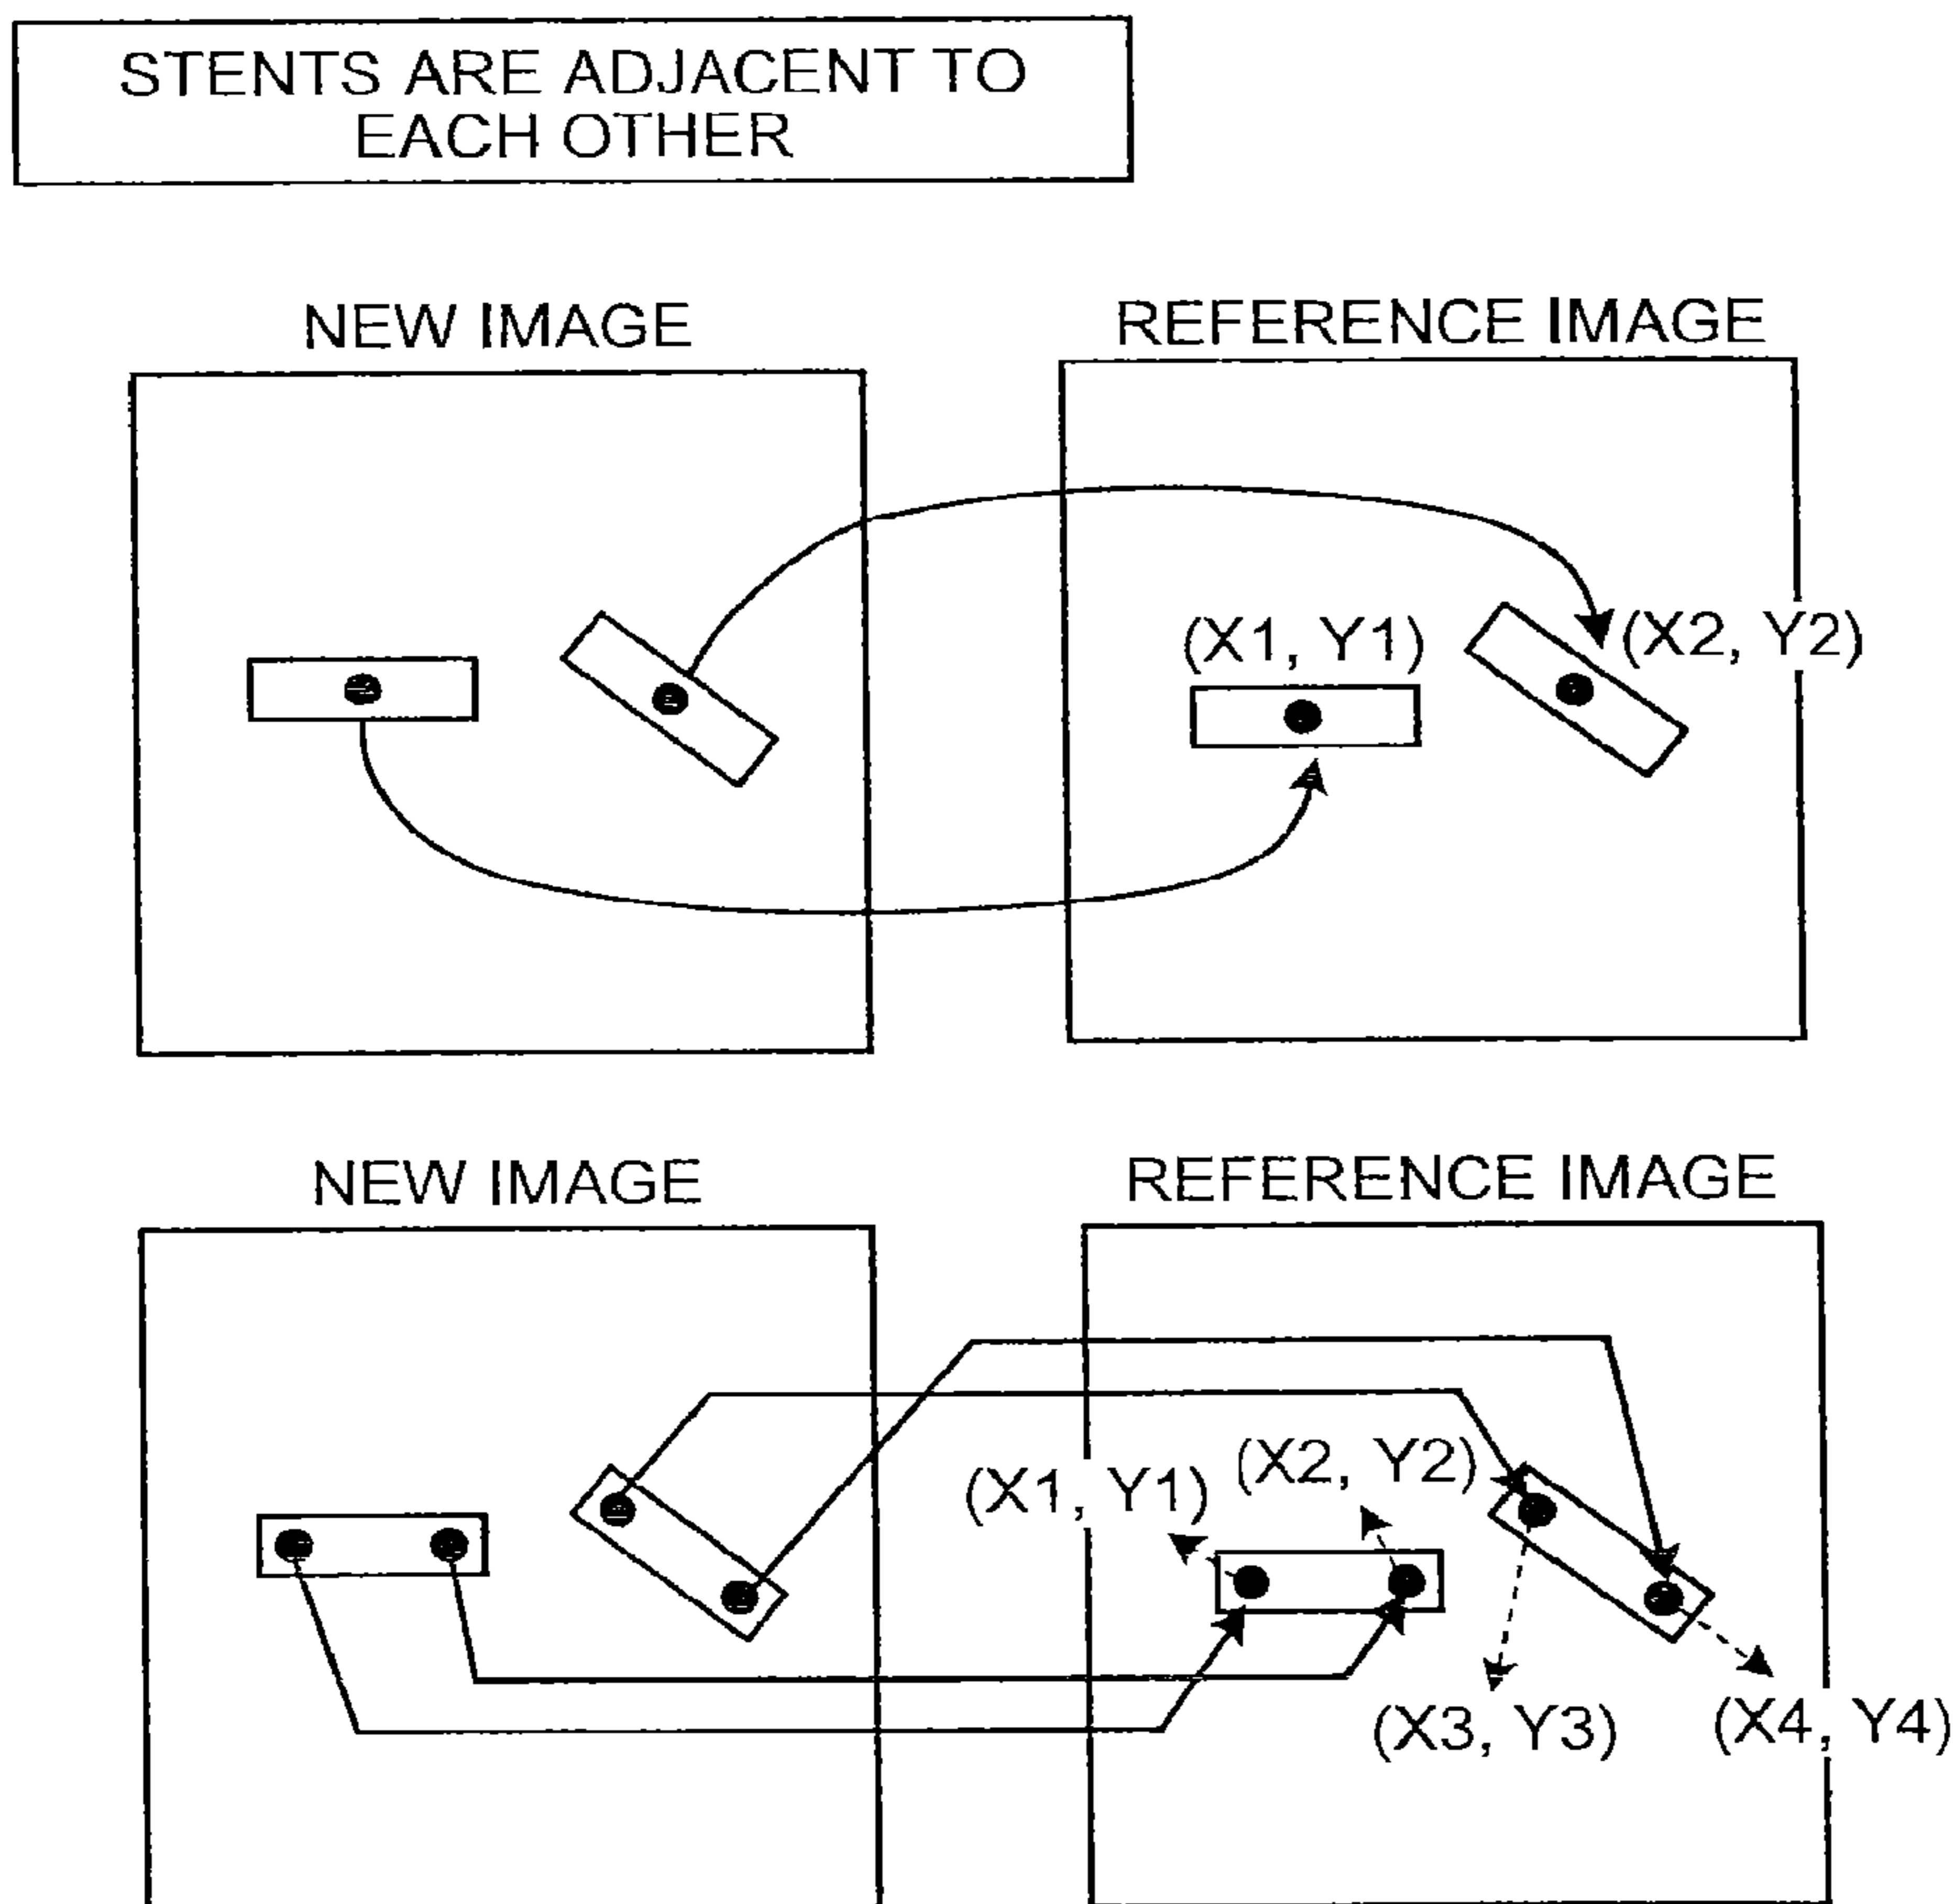 STENTS ARE ADJACENT TO
EACH OTHER
NEW IMAGE
REFERENCE IMAGE
(X1, Y1)
(X2, Y2)
NEW IMAGE
REFERENCE IMAGE
(X1, Y1)
(X2, Y2)
(X3, Y3)
(X4, Y4)